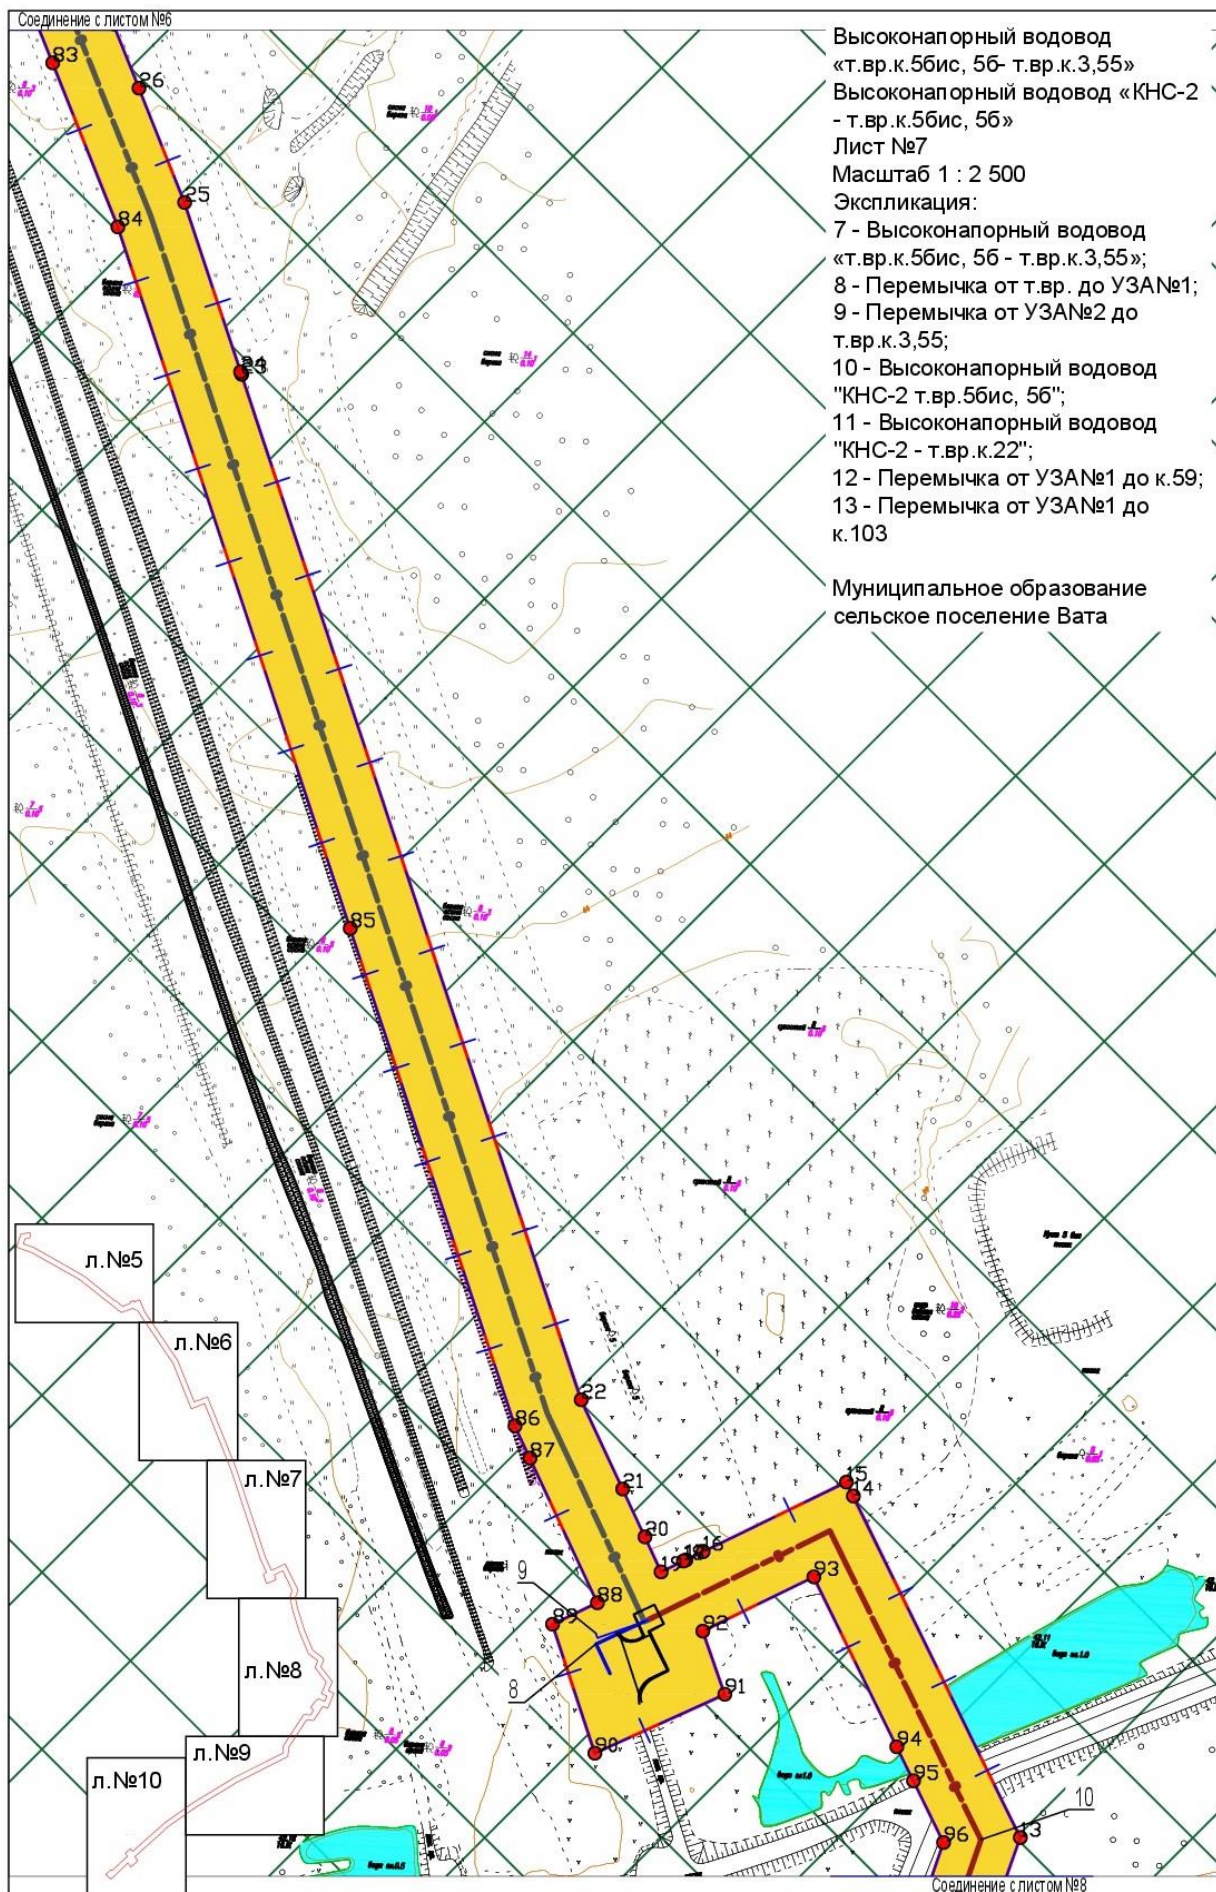 Соединение с листом №6
Высоконапорный водовод
«т.вр.к.5бис, 5б- т.вр.к.3,55»
Высоконапорный водовод «КНС-2
- т.вр.к.5бис, 5б»
Лист №7
Масштаб 1 : 2 500
Экспликация:
7 - Высоконапорный водовод
«т.вр.к.5бис, 5б - т.вр.к.3,55»;
8 - Перемычка от т.вр. до УЗА№1;
9 - Перемычка от УЗА№2 до
т.вр.к.3,55;
10 - Высоконапорный водовод
"КНС-2 т.вр.5бис, 5б";
11 - Высоконапорный водовод
"КНС-2 - т.вр.к.22";
12 - Перемычка от УЗА№1 до к.59;
13 - Перемычка от УЗА№1 до
к.103
Муниципальное образование
сельское поселение Вата
83
26
25
84
85
22
86
87
21
20
15
14
16
19
93
88
89
92
9
8
91
90
94
95
10
96
13
л.№5
л.№6
л.№7
л.№8
л.№9
л.№10
Соединение с листом №8